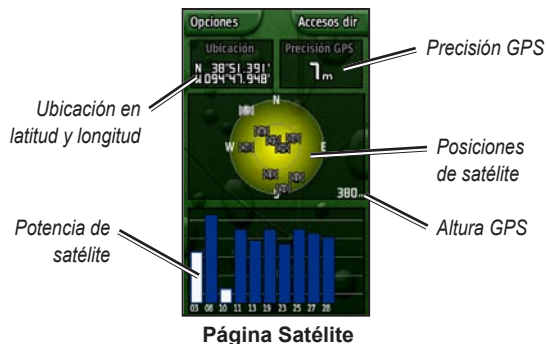 Opciones
Accesos dir
Ubicación
Precisión GPS
N 38°51.391'
W094°47.948'
7m
Precisión GPS
Ubicación en
latitud y longitud
N
W
E
S
Posiciones
de satélite
380m
Altura GPS
Potencia de
satélite
03 08 10 11 13 19 23 25 27 28
Página Satélite